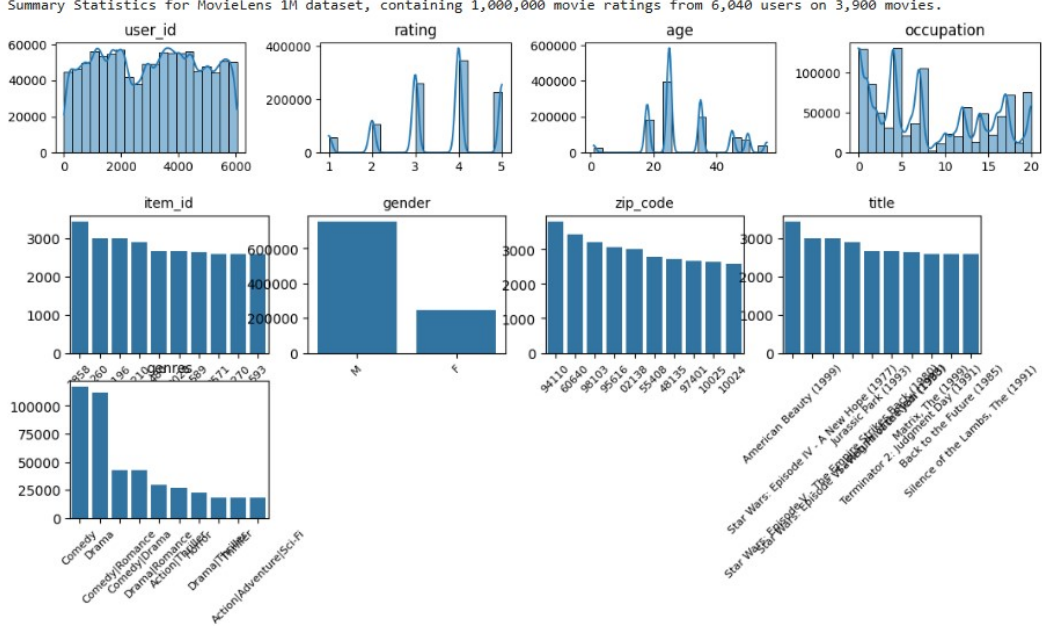 Summary Statistics for MovieLens 1M dataset, containing 1,000,000 movie ratings from 6,040 users on 3,900 movies.
user_id
60000
40000
20000
0
0 2000 4000 6000
rating
400000
200000
0
1 2 3 4 5
age
600000
400000
200000
0
0 20 40
occupation
100000
50000
0
0 5 10 15 20
item_id
3000
2000
1000
0
260
gender
600000
400000
200000
0
M F
zip_code
3000
2000
1000
0
94110 60640 98103 95616 02138 55408 48135 97401 10025 10024
title
3000
2000
1000
0
American Beauty (1999)
Star Wars: Episode IV - A New Hope (1977)
Jurassic Park (1993)
Matrix, The (1999)
Terminator 2: Judgment Day (1991)
Back to the Future (1985)
Silence of the Lambs, The (1991)
genres
100000
75000
50000
25000
0
Comedy
Drama
Comedy|Romance
Comedy|Drama
Drama|Romance
Action|Thriller
Horror
Drama|Thriller
Thriller
Action|Adventure|Sci-Fi